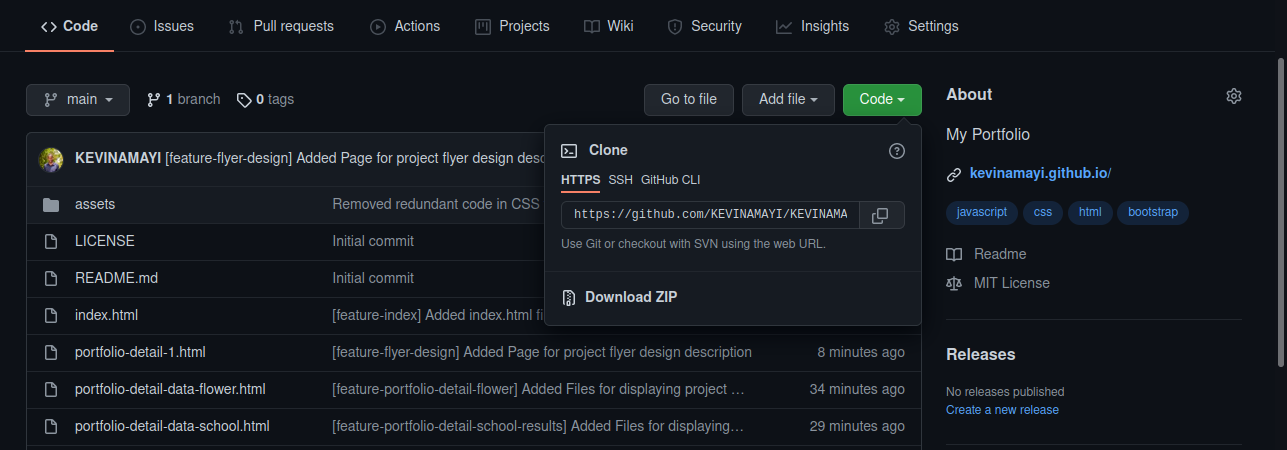 Code Issues Pull requests Actions Projects Wiki Security Insights Settings
main 1 branch 0 tags Go to file Add file Code
KEVINAMAYI [feature-flyer-design] Added Page for project flyer design desc
assets Removed redundant code in CSS
LICENSE Initial commit
README.md Initial commit
index.html [feature-index] Added index.html fi
portfolio-detail-1.html [feature-flyer-design] Added Page for project flyer design description 8 minutes ago
portfolio-detail-data-flower.html [feature-portfolio-detail-flower] Added Files for displaying project … 34 minutes ago
portfolio-detail-data-school.html [feature-portfolio-detail-school-results] Added Files for displaying… 29 minutes ago
Clone
HTTPS SSH GitHub CLI
https://github.com/KEVINAMAYI/KEVINAMA
Use Git or checkout with SVN using the web URL.
Download ZIP
About
My Portfolio
kevinamayi.github.io/
javascript css html bootstrap
Readme
MIT License
Releases
No releases published
Create a new release